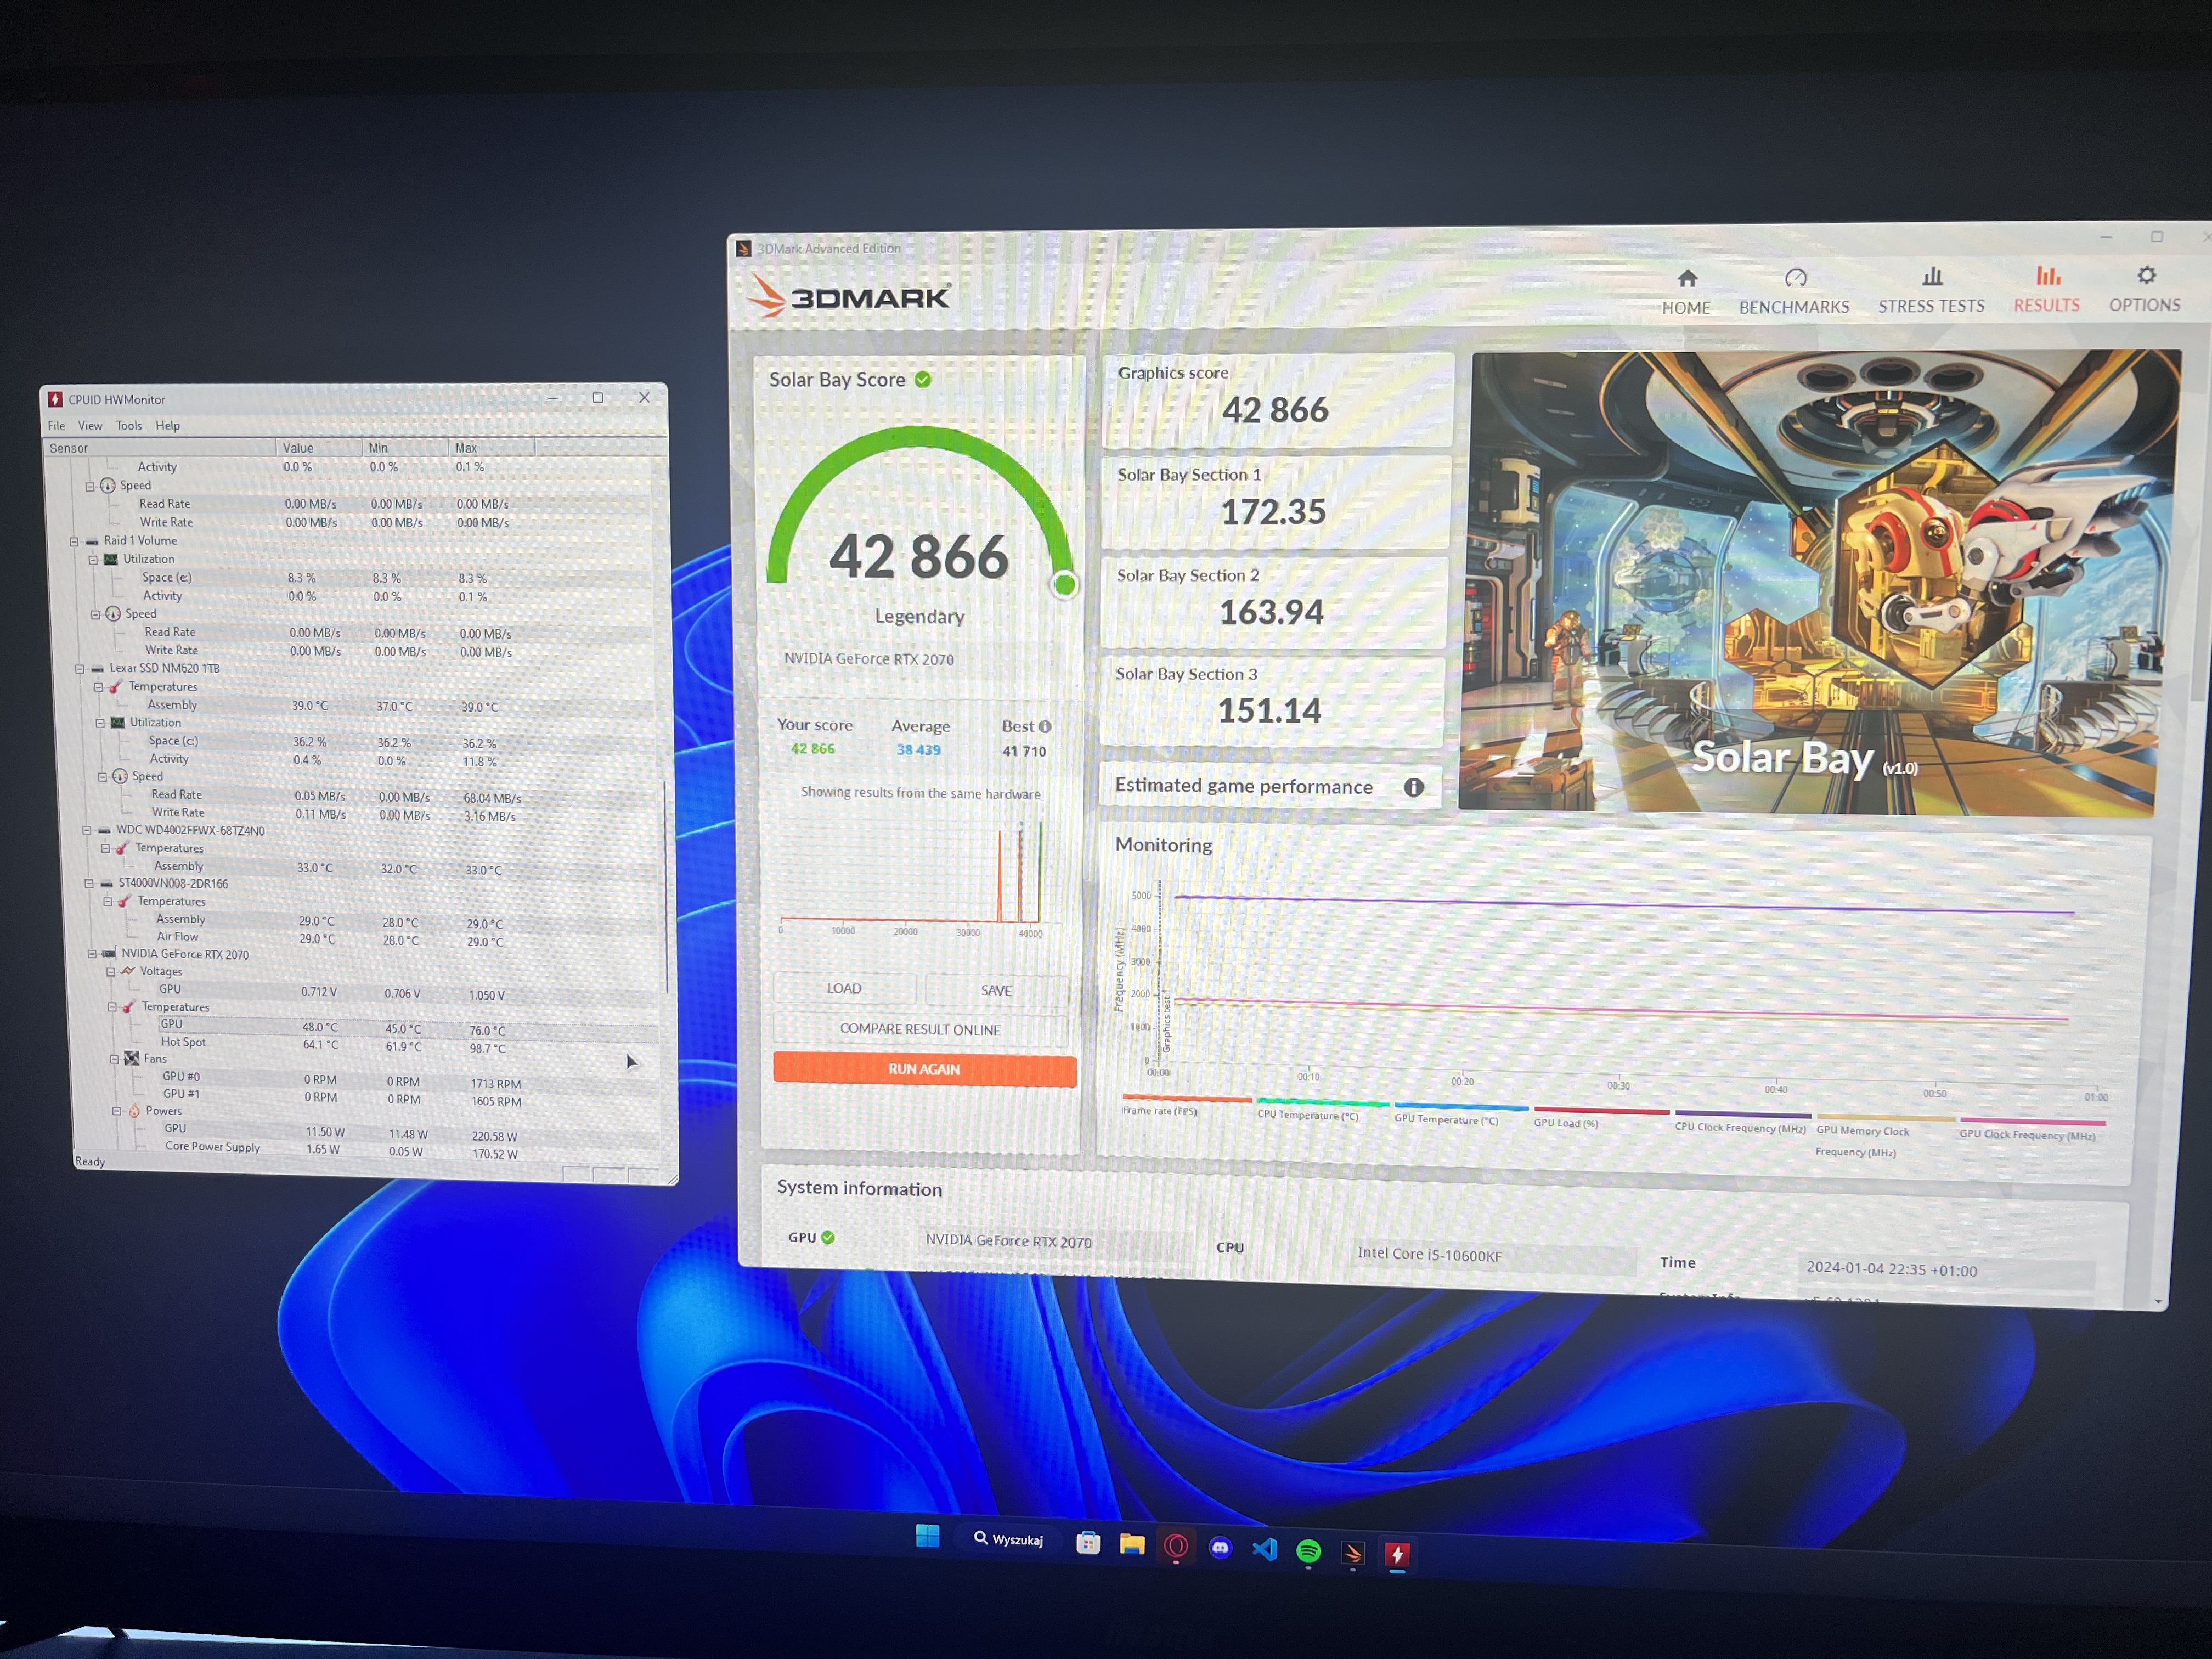 CPUID HWMonitor
File View Tools Help
Sensor Value Min Max
Activity 0.0 % 0.0 % 0.1 %
Speed
Read Rate 0.00 MB/s 0.00 MB/s 0.00 MB/s
Write Rate 0.00 MB/s 0.00 MB/s 0.00 MB/s
Raid 1 Volume
Utilization
Space (e:) 8.3 % 8.3 % 8.3 %
Activity 0.0 % 0.0 % 0.1 %
Speed
Read Rate 0.00 MB/s 0.00 MB/s 0.00 MB/s
Write Rate 0.00 MB/s 0.00 MB/s 0.00 MB/s
Lexar SSD NM620 1TB
Temperatures
Assembly 39.0 °C 37.0 °C 39.0 °C
Utilization
Space (c:) 36.2 % 36.2 % 36.2 %
Activity 0.4 % 0.0 % 11.8 %
Speed
Read Rate 0.05 MB/s 0.00 MB/s 68.04 MB/s
Write Rate 0.11 MB/s 0.00 MB/s 3.16 MB/s
WDC WD4002FFWX-68TZ4N0
Temperatures
Assembly 33.0 °C 32.0 °C 33.0 °C
ST4000VN008-2DR166
Temperatures
Assembly 29.0 °C 28.0 °C 29.0 °C
Air Flow 29.0 °C 28.0 °C 29.0 °C
NVIDIA GeForce RTX 2070
Voltages
GPU 0.712 V 0.706 V 1.050 V
Temperatures
GPU 48.0 °C 45.0 °C 76.0 °C
Hot Spot 64.1 °C 61.9 °C 98.7 °C
Fans
GPU #0 0 RPM 0 RPM 1713 RPM
GPU #1 0 RPM 0 RPM 1605 RPM
Powers
GPU 11.50 W 11.48 W 220.58 W
Core Power Supply 1.65 W 0.05 W 170.52 W
Ready
3DMark Advanced Edition
3DMARK
HOME BENCHMARKS STRESS TESTS RESULTS OPTIONS
Solar Bay Score
42 866
Legendary
NVIDIA GeForce RTX 2070
Your score Average Best
42 866 38 439 41 710
Showing results from the same hardware
0 10000 20000 30000 40000
LOAD SAVE
COMPARE RESULT ONLINE
RUN AGAIN
Graphics score
42 866
Solar Bay Section 1
172.35
Solar Bay Section 2
163.94
Solar Bay Section 3
151.14
Estimated game performance
Solar Bay (v1.0)
Monitoring
Frequency (MHz)
5000
4000
3000
2000
1000
0
Graphics test 1
00:00 00:10 00:20 00:30 00:40 00:50 01:00
Frame rate (FPS) CPU Temperature (°C) GPU Temperature (°C) GPU Load (%) CPU Clock Frequency (MHz) GPU Memory Clock Frequency (MHz) GPU Clock Frequency (MHz)
System information
GPU NVIDIA GeForce RTX 2070 CPU Intel Core i5-10600KF Time 2024-01-04 22:35 +01:00
Wyszukaj